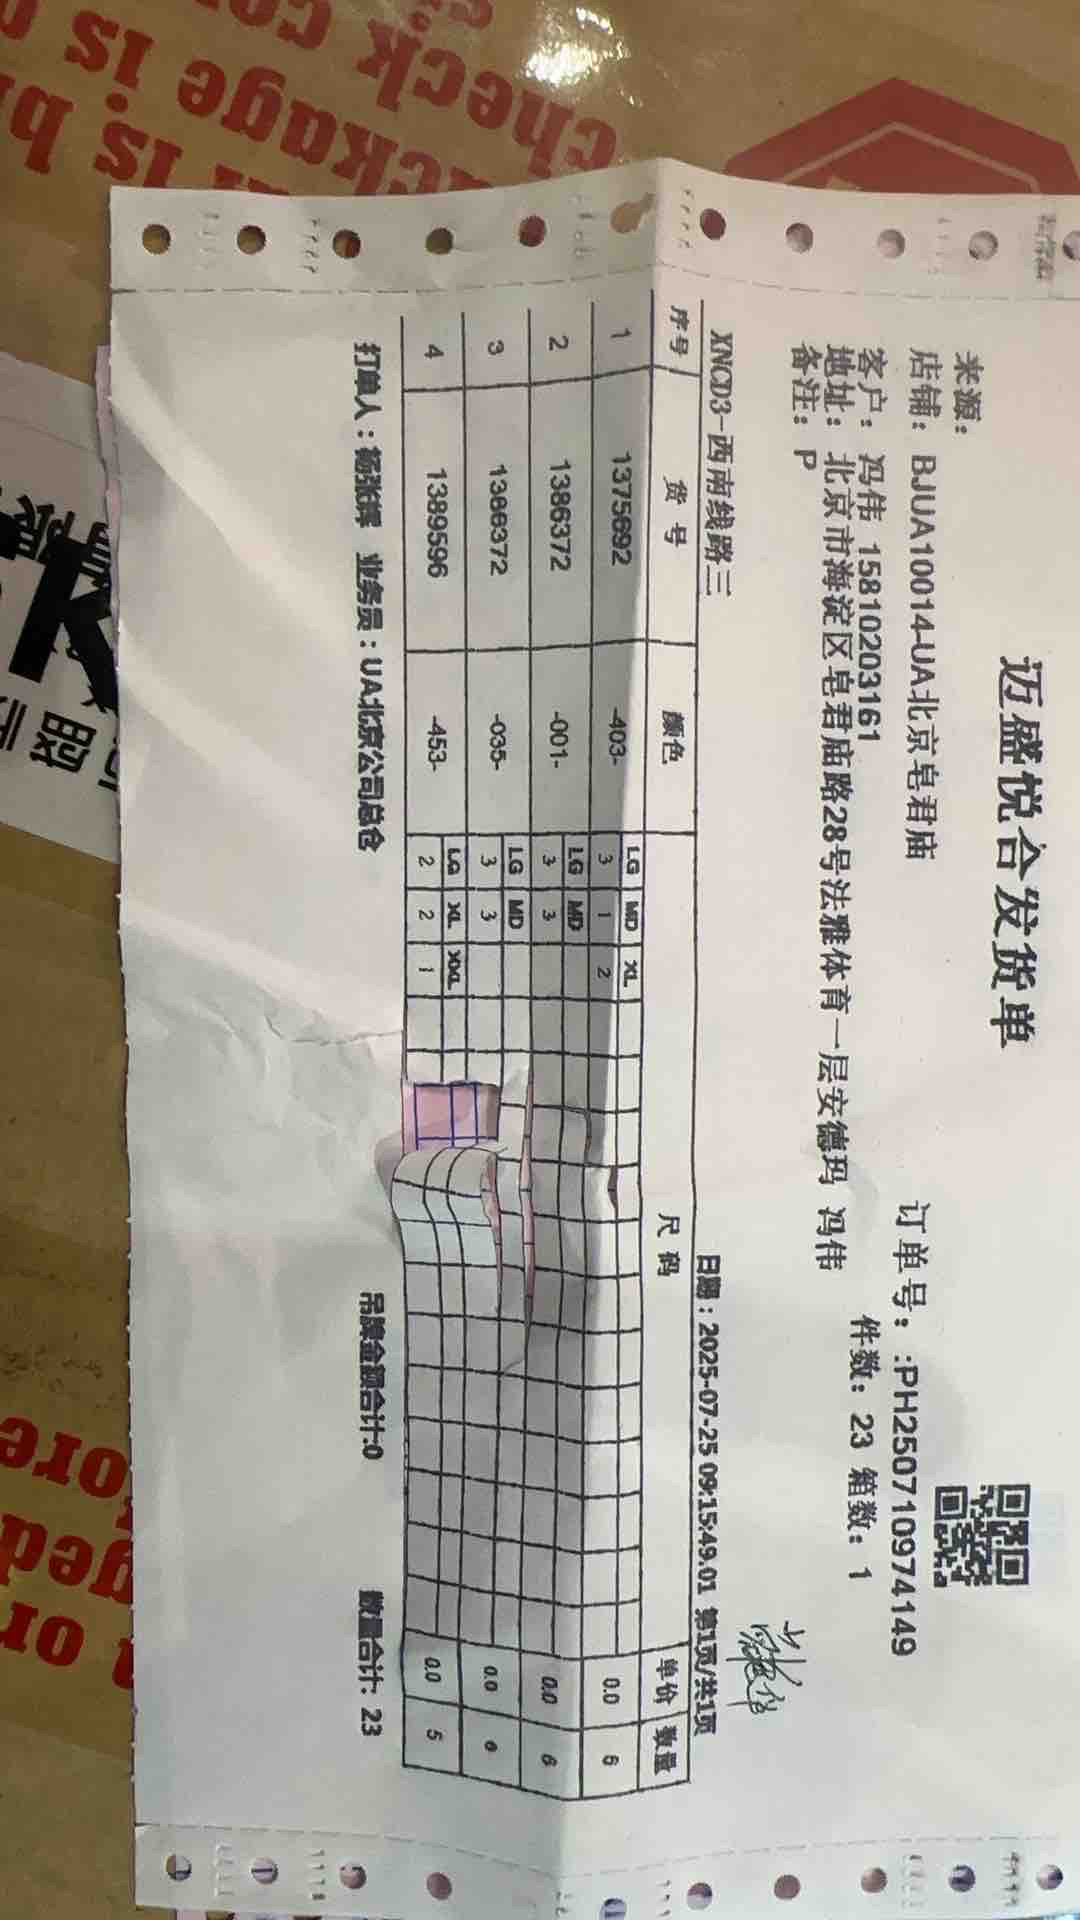 迈盛悦合发货单
来源：
店铺： BJUA10014-UA北京皂君庙 订单号： :PH250710974149
客户： 冯伟 15810203161 件数： 23 箱数： 1
地址： 北京市海淀区皂君庙路28号法雅体育一层安德玛 冯伟
备注： P
XNCD3-西南线路三 日期：2025-07-25 09:15:49.01 第1页/共1页
序号 货号 颜色 尺码 单价 数量
LG MD XL
1 1375692 -403- 3 1 2 0.0 6
LG MD
2 1386372 -001- 3 3 0.0 6
LG MD
3 1386372 -035- 3 3 0.0 6
LG XL XXL
4 1389596 -453- 2 2 1 0.0 5
打单人：杨张辉 业务员：UA北京公司总仓 吊牌金额合计:0 数量合计： 23
check
package is
is